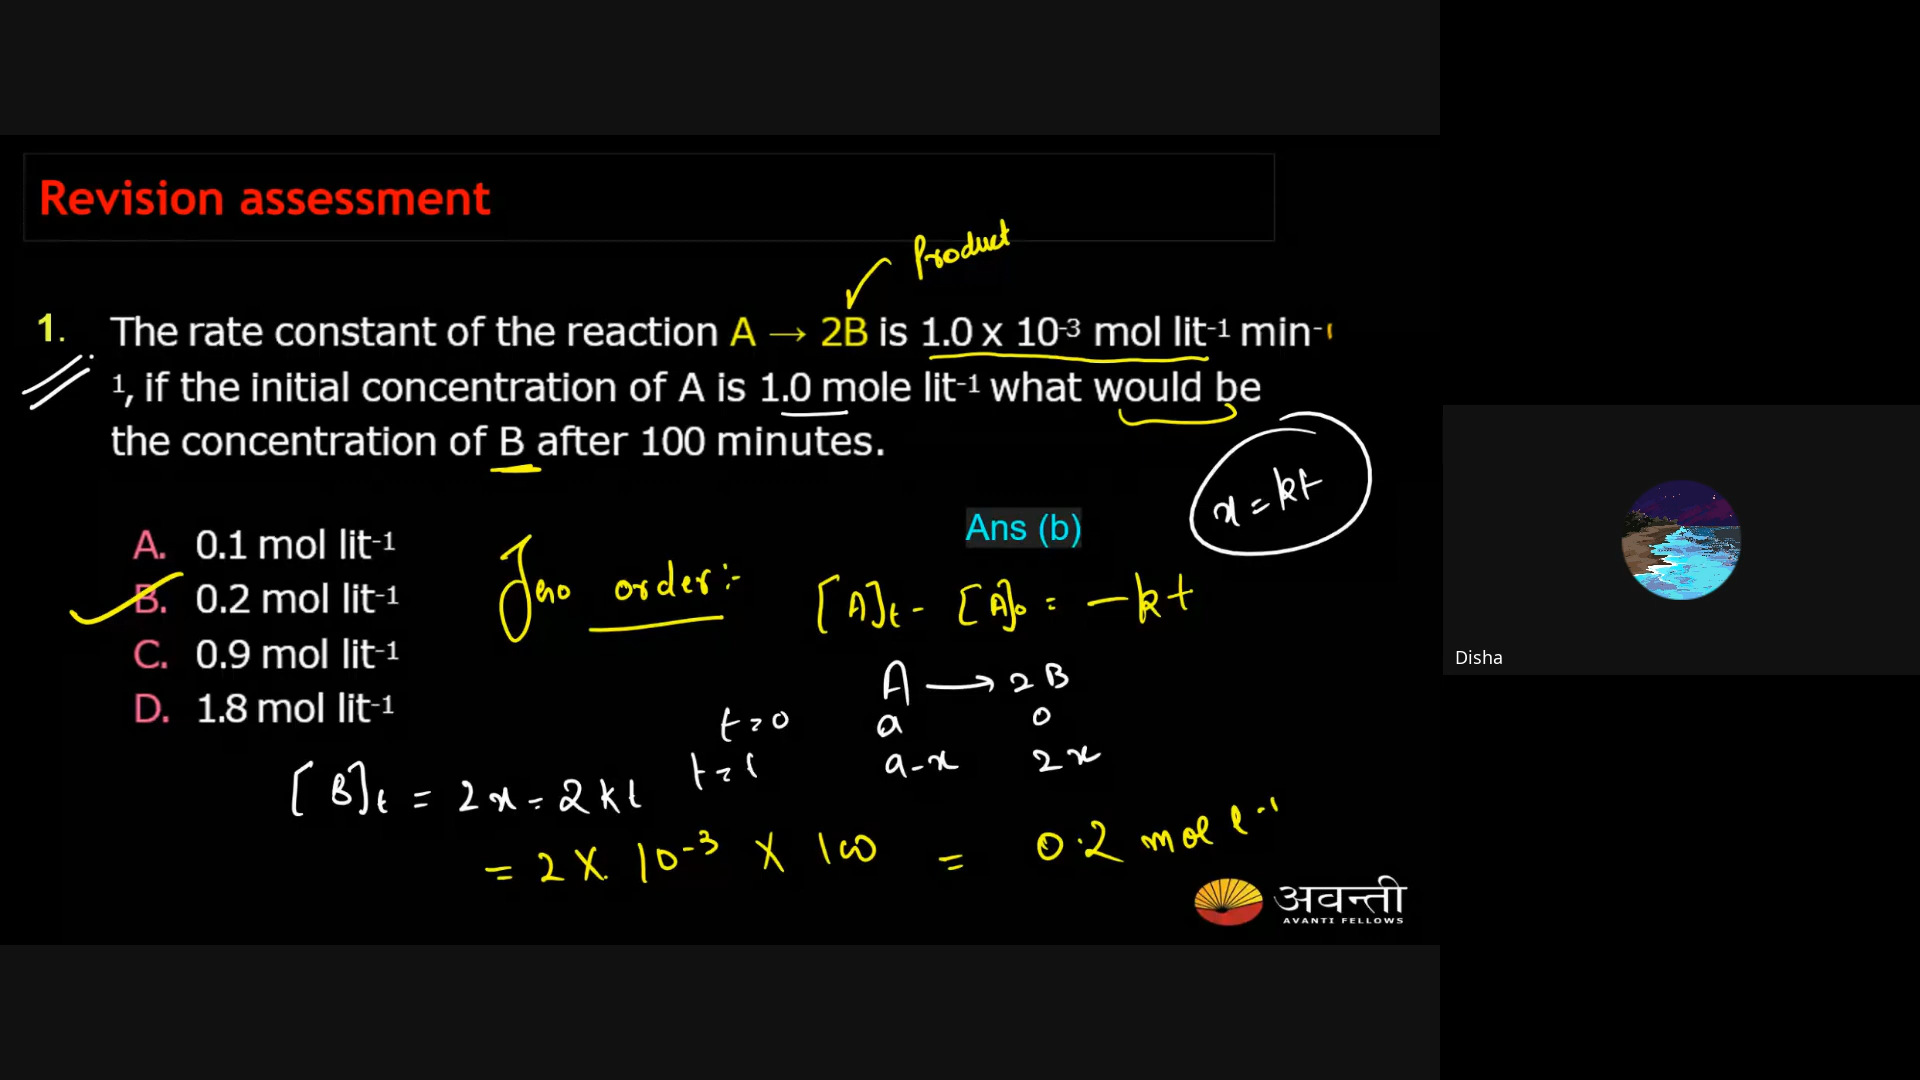 Revision assessment
Product
1. The rate constant of the reaction A → 2B is 1.0 x 10⁻³ mol lit⁻¹ min⁻
¹, if the initial concentration of A is 1.0 mole lit⁻¹ what would be
the concentration of B after 100 minutes.
x = kt
Ans (b)
A. 0.1 mol lit⁻¹
B. 0.2 mol lit⁻¹
C. 0.9 mol lit⁻¹
D. 1.8 mol lit⁻¹
Zero order :-
[A]t - [A]o = -kt
A → 2B
t=0 a 0
t=t a-x 2x
[B]t = 2x = 2kt
= 2 X 10⁻³ X 100 = 0.2 mol l⁻¹
अवन्ती
AVANTI FELLOWS
Disha